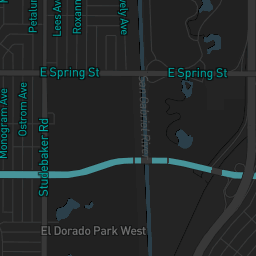 Petalu
Lees Av
Roxann
ely Ave
E Spring St
E Spring St
Monogram Ave
Ostrom Ave
Studebaker Rd
San Gabriel River
El Dorado Park West